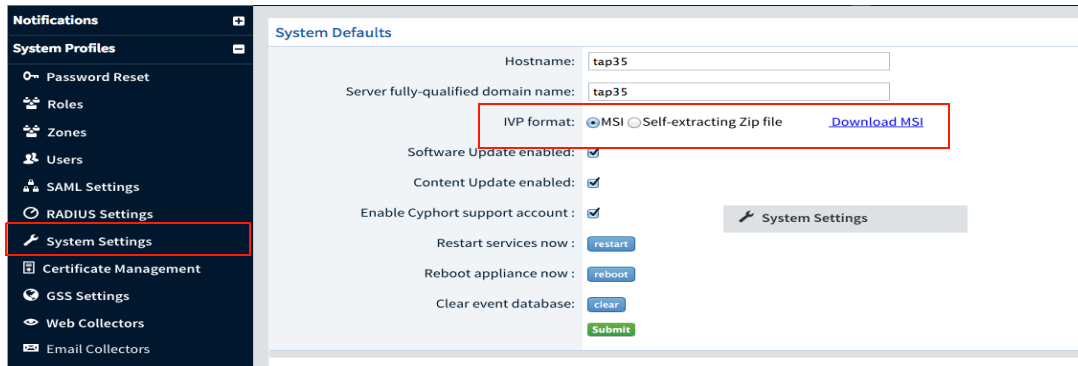 Notifications
System Profiles
Password Reset
Roles
Zones
Users
SAML Settings
RADIUS Settings
System Settings
Certificate Management
GSS Settings
Web Collectors
Email Collectors
System Defaults
Hostname: tap35
Server fully-qualified domain name: tap35
IVP format: MSI Self-extracting Zip file Download MSI
Software Update enabled:
Content Update enabled:
Enable Cyphort support account :
System Settings
Restart services now : restart
Reboot appliance now : reboot
Clear event database: clear
Submit